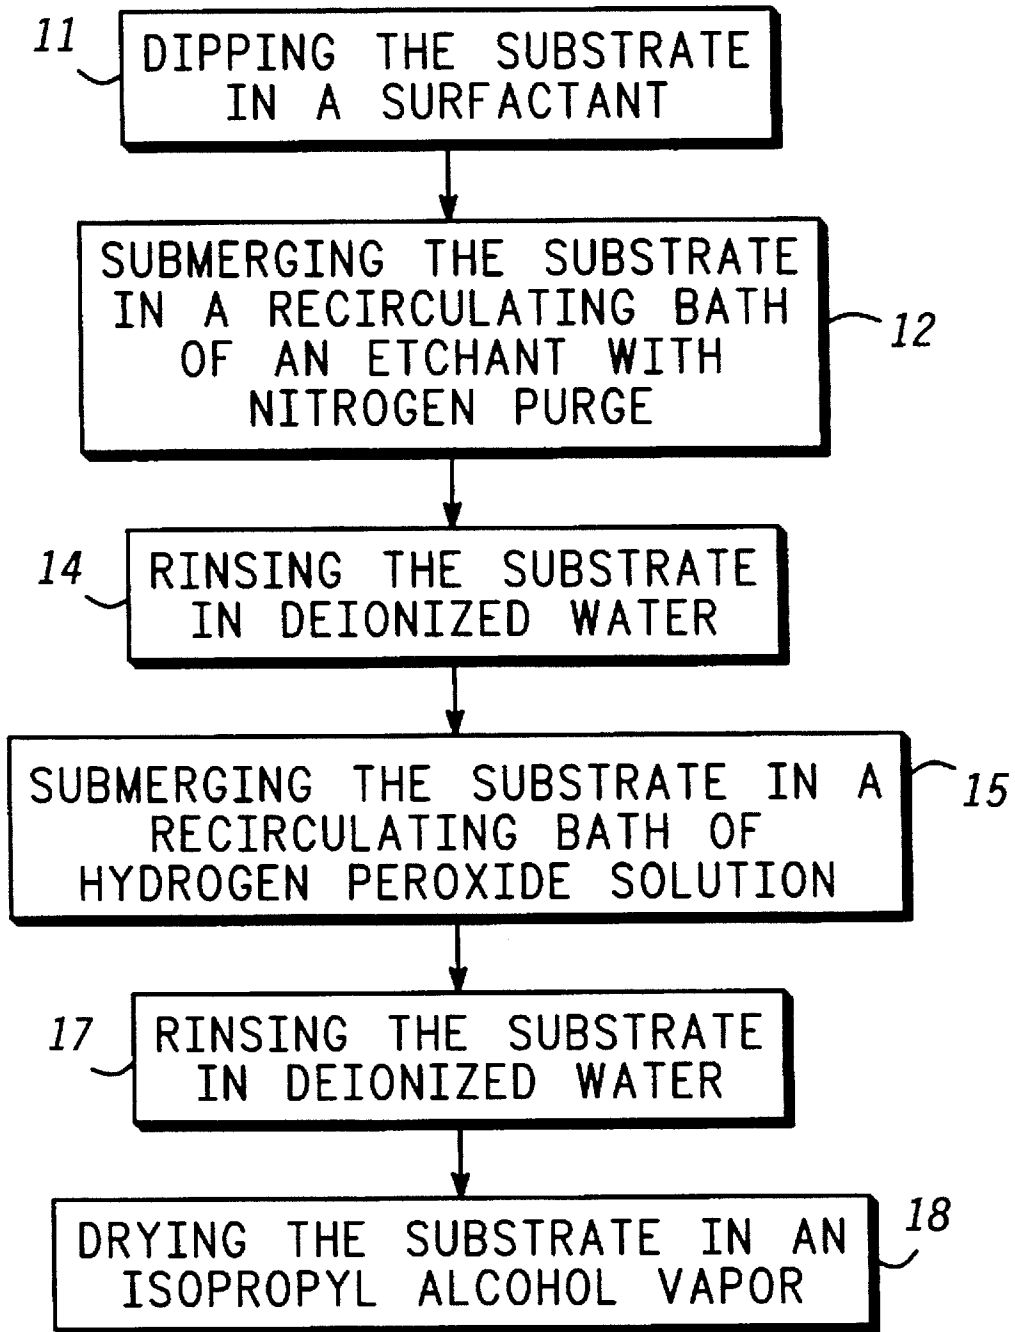 11
DIPPING THE SUBSTRATE
IN A SURFACTANT
SUBMERGING THE SUBSTRATE
IN A RECIRCULATING BATH
OF AN ETCHANT WITH
NITROGEN PURGE
12
14
RINSING THE SUBSTRATE
IN DEIONIZED WATER
SUBMERGING THE SUBSTRATE IN A
RECIRCULATING BATH OF
HYDROGEN PEROXIDE SOLUTION
15
17
RINSING THE SUBSTRATE
IN DEIONIZED WATER
DRYING THE SUBSTRATE IN AN
ISOPROPYL ALCOHOL VAPOR
18